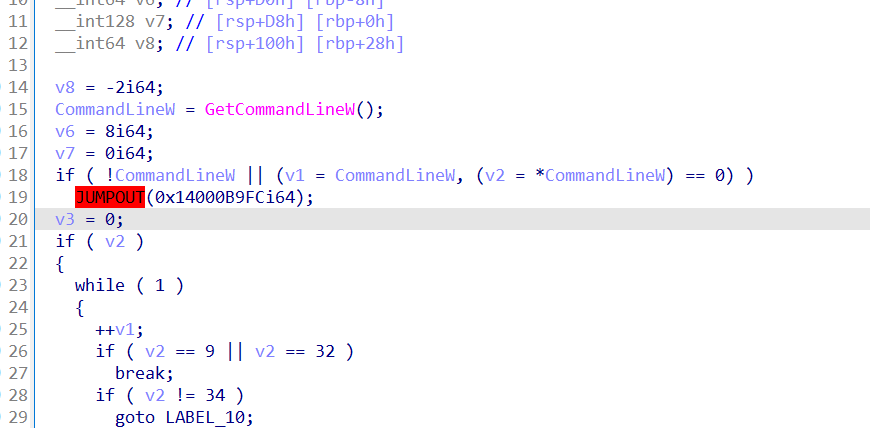 10 __int64 v6; // [rsp+D0h] [rbp-8h]
11 __int128 v7; // [rsp+D8h] [rbp+0h]
12 __int64 v8; // [rsp+100h] [rbp+28h]
13
14 v8 = -2i64;
15 CommandLineW = GetCommandLineW();
16 v6 = 8i64;
17 v7 = 0i64;
18 if ( !CommandLineW || (v1 = CommandLineW, (v2 = *CommandLineW) == 0) )
19 JUMPOUT(0x14000B9FCi64);
20 v3 = 0;
21 if ( v2 )
22 {
23 while ( 1 )
24 {
25 ++v1;
26 if ( v2 == 9 || v2 == 32 )
27 break;
28 if ( v2 != 34 )
29 goto LABEL_10;